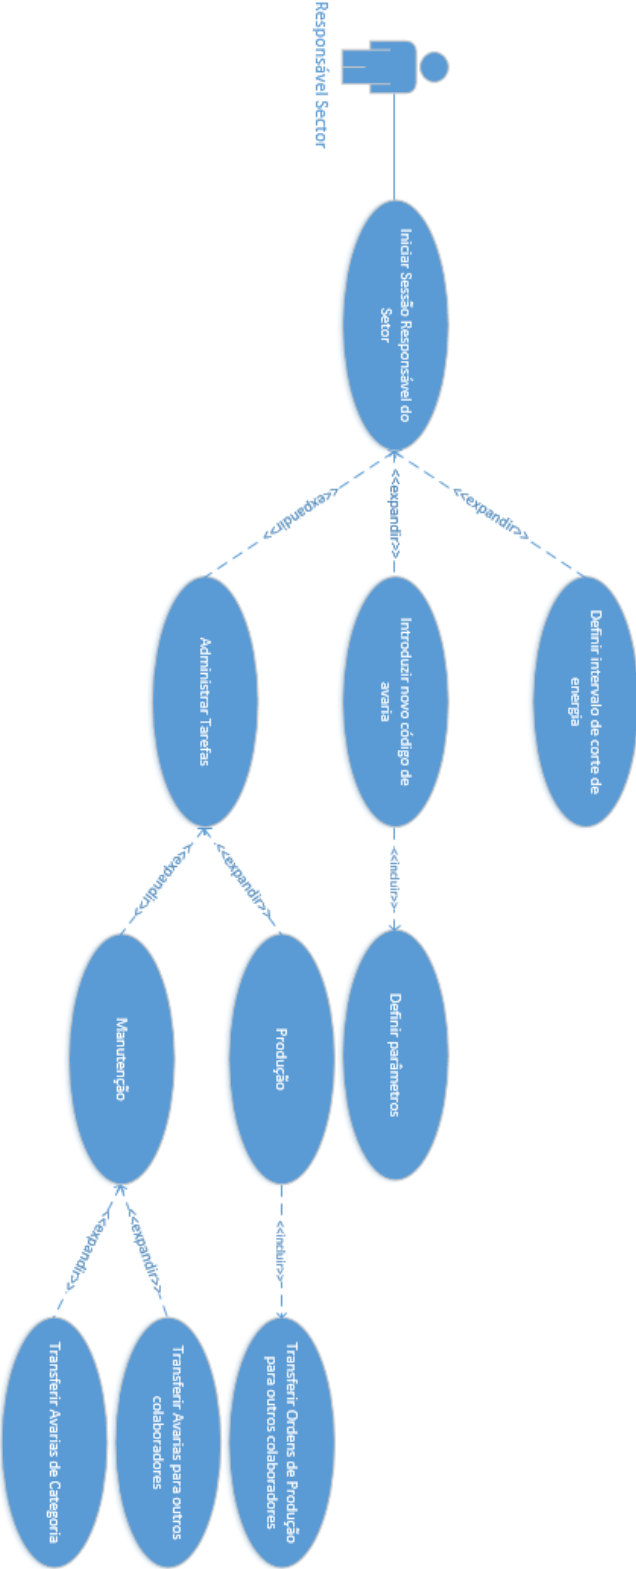 Responsável Sector
Iniciar Sessão Responsável do
Setor
<<expandir>>
<<expandir>>
<<expandir>>
Definir intervalo de corte de
energia
Introduzir novo código de
avaria
Administrar Tarefas
<<incluir>>
<<expandir>>
<<expandir>>
Definir parâmetros
Produção
Manutenção
<<incluir>>
<<expandir>>
<<expandir>>
Transferir Ordens de Produção
para outros colaboradores
Transferir Avarias para outros
colaboradores
Transferir Avarias de Categoria